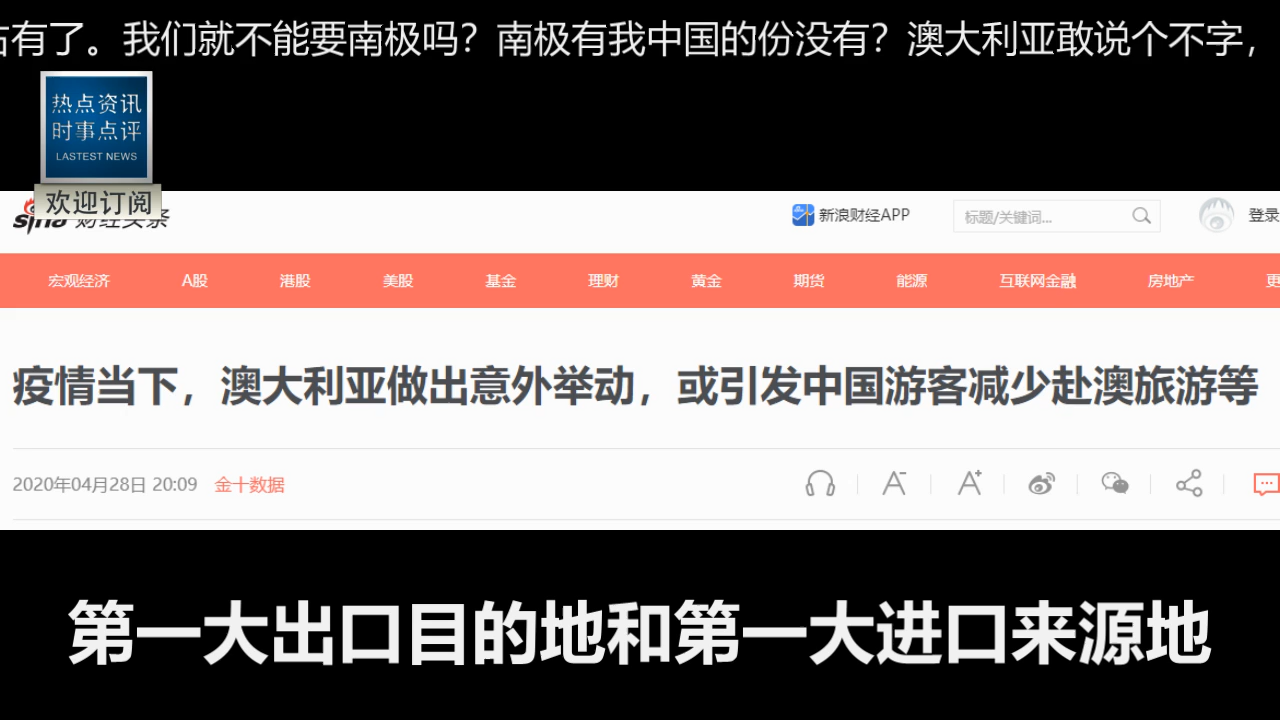 有了。我们就不能要南极吗？南极有我中国的份没有？澳大利亚敢说个不字，
热点资讯
时事点评
LASTEST NEWS
欢迎订阅
sina 财经头条
新浪财经APP
标题/关键词...
登录
宏观经济 A股 港股 美股 基金 理财 黄金 期货 能源 互联网金融 房地产 更
疫情当下，澳大利亚做出意外举动，或引发中国游客减少赴澳旅游等
2020年04月28日 20:09 金十数据
第一大出口目的地和第一大进口来源地